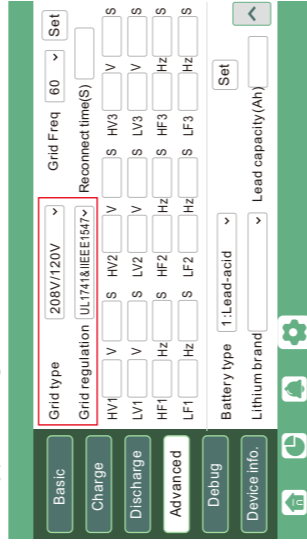 Basic
Charge
Discharge
Advanced
Debug
Device info.
Grid type 208V/120V Grid Freq 60 Set
Grid regulation UL1741&IIEEE1547 Reconnect time(S)
HV1 V S HV2 V S HV3 V S
LV1 V S LV2 V S LV3 V S
HF1 Hz S HF2 Hz S HF3 Hz S
LF1 Hz S LF2 Hz S LF3 Hz S
Battery type 1:Lead-acid Set
Lithium brand Lead capacity(Ah)